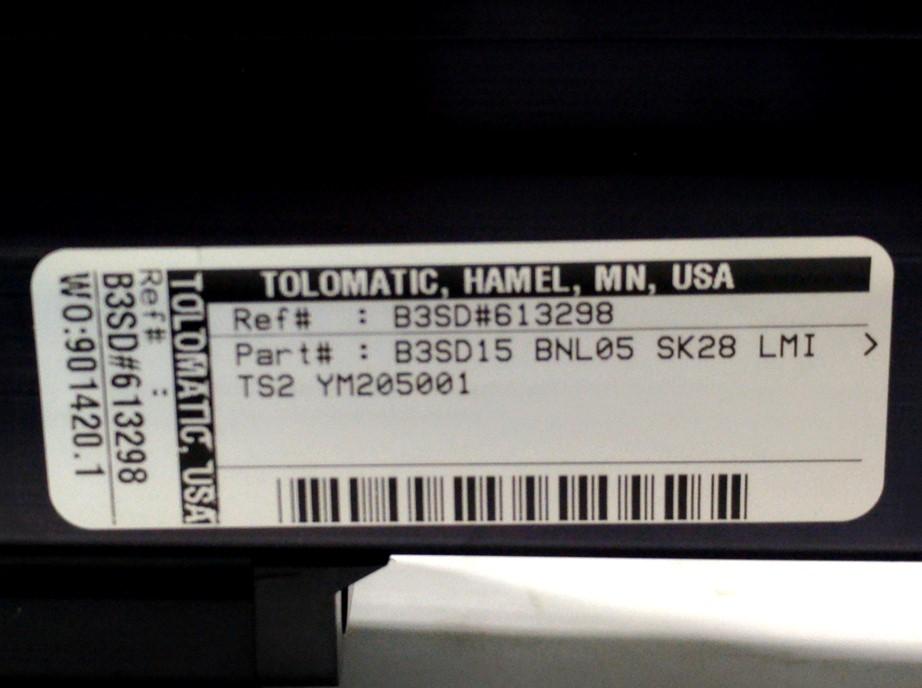 TOLOMATIC, HAMEL, MN, USA
Ref# : B3SD#613298
Part# : B3SD15 BNL05 SK28 LMI >
TS2 YM205001
TOLOMATIC, USA
Ref# :
B3SD#613298
WO:901420.1